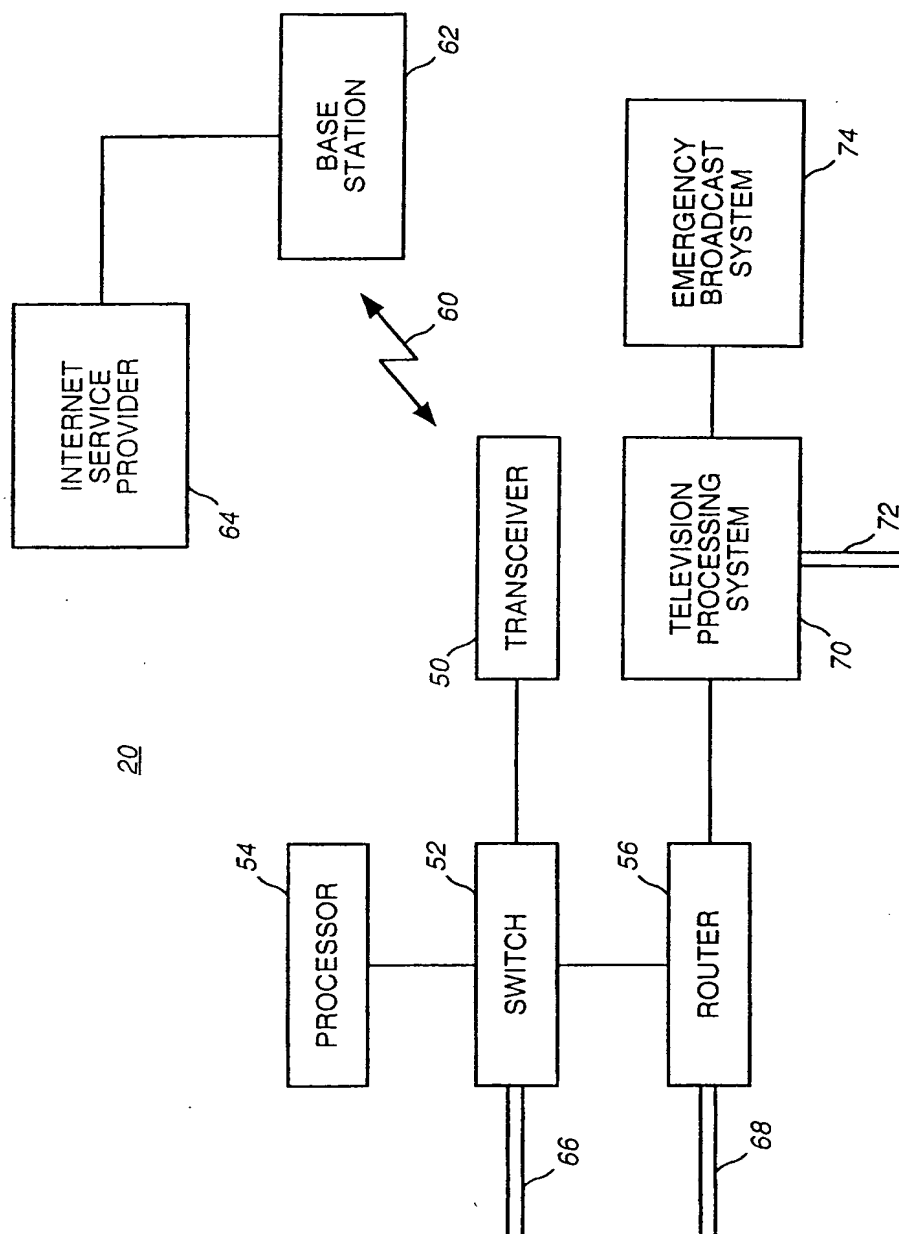 INTERNET
SERVICE
PROVIDER
64
20
BASE
STATION
62
54
PROCESSOR
60
52
SWITCH
50
TRANSCEIVER
66
56
ROUTER
68
TELEVISION
PROCESSING
SYSTEM
70
72
EMERGENCY
BROADCAST
SYSTEM
74